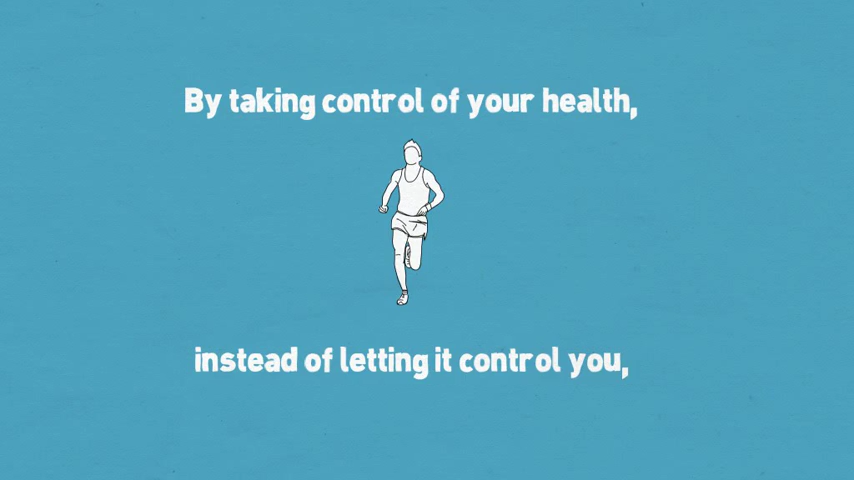 By taking control of your health,
instead of letting it control you,